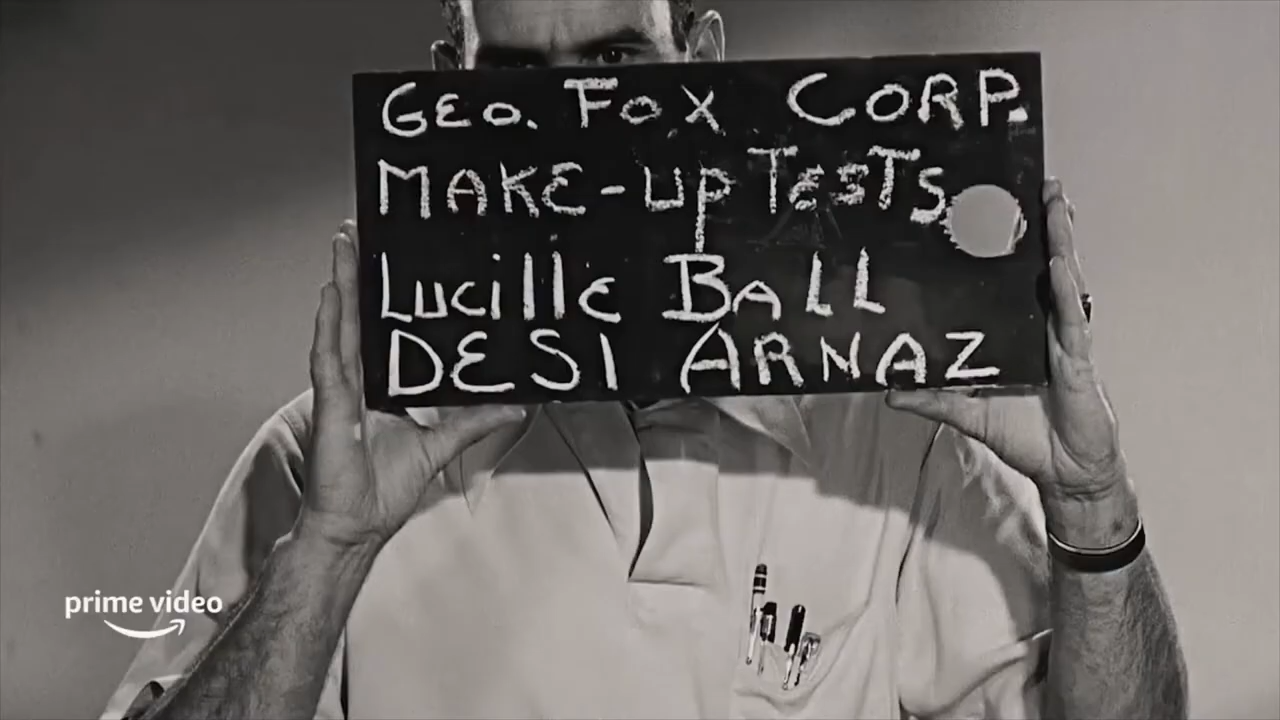 GEO. FOX CORP.
MAKE-UP TESTS
LUCILLE BALL
DESI ARNAZ
prime video